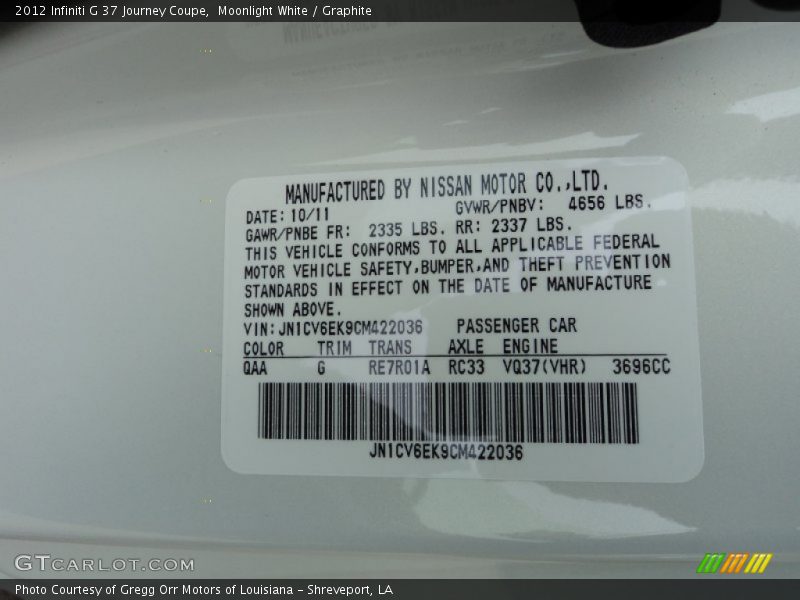 2012 Infiniti G 37 Journey Coupe, Moonlight White / Graphite
MANUFACTURED BY NISSAN MOTOR CO.,LTD.
DATE: 10/11 GVWR/PNBV: 4656 LBS.
GAWR/PNBE FR: 2335 LBS. RR: 2337 LBS.
THIS VEHICLE CONFORMS TO ALL APPLICABLE FEDERAL
MOTOR VEHICLE SAFETY,BUMPER,AND THEFT PREVENTION
STANDARDS IN EFFECT ON THE DATE OF MANUFACTURE
SHOWN ABOVE.
VIN: JN1CV6EK9CM422036 PASSENGER CAR
COLOR TRIM TRANS AXLE ENGINE
QAA G RE7R01A RC33 VQ37(VHR) 3696CC
JN1CV6EK9CM422036
GTCARLOT.COM
Photo Courtesy of Gregg Orr Motors of Louisiana – Shreveport, LA